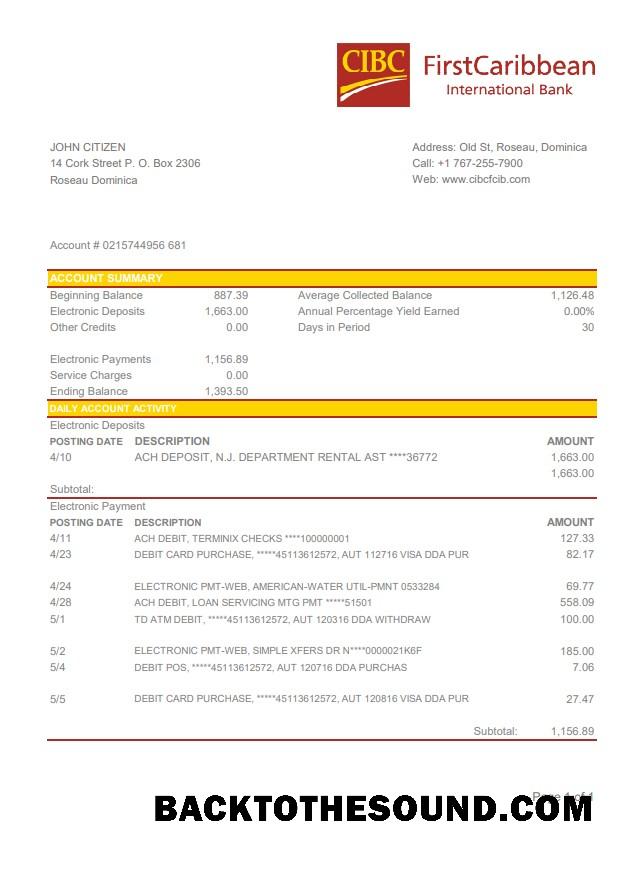 CIBC FirstCaribbean
International Bank
JOHN CITIZEN
14 Cork Street P. O. Box 2306
Roseau Dominica
Address: Old St, Roseau, Dominica
Call: +1 767-255-7900
Web: www.cibcfcib.com
Account # 0215744956 681
ACCOUNT SUMMARY
Beginning Balance 887.39 Average Collected Balance 1,126.48
Electronic Deposits 1,663.00 Annual Percentage Yield Earned 0.00%
Other Credits 0.00 Days in Period 30
Electronic Payments 1,156.89
Service Charges 0.00
Ending Balance 1,393.50
DAILY ACCOUNT ACTIVITY
Electronic Deposits
POSTING DATE DESCRIPTION AMOUNT
4/10 ACH DEPOSIT, N.J. DEPARTMENT RENTAL AST ****36772 1,663.00
1,663.00
Subtotal:
Electronic Payment
POSTING DATE DESCRIPTION AMOUNT
4/11 ACH DEBIT, TERMINIX CHECKS ****100000001 127.33
4/23 DEBIT CARD PURCHASE, *****45113612572, AUT 112716 VISA DDA PUR 82.17
4/24 ELECTRONIC PMT-WEB, AMERICAN-WATER UTIL-PMNT 0533284 69.77
4/28 ACH DEBIT, LOAN SERVICING MTG PMT *****51501 558.09
5/1 TD ATM DEBIT, *****45113612572, AUT 120316 DDA WITHDRAW 100.00
5/2 ELECTRONIC PMT-WEB, SIMPLE XFERS DR N****0000021K6F 185.00
5/4 DEBIT POS, *****45113612572, AUT 120716 DDA PURCHAS 7.06
5/5 DEBIT CARD PURCHASE, *****45113612572, AUT 120816 VISA DDA PUR 27.47
Subtotal: 1,156.89
Page 1 of 1
BACKTOTHESOUND.COM